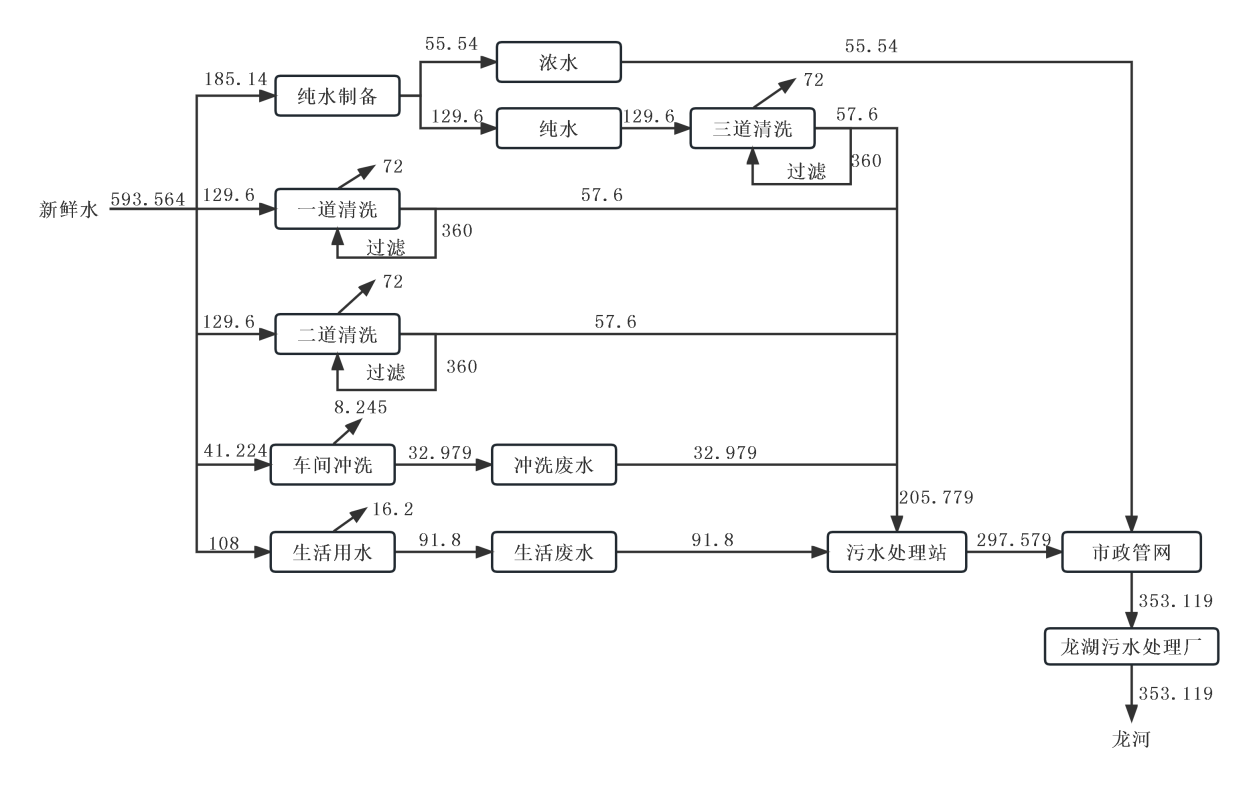 55.54
浓水
55.54
185.14
纯水制备
129.6
纯水
129.6
三道清洗
72
57.6
过滤
360
新鲜水
593.564
129.6
一道清洗
72
57.6
过滤
360
129.6
二道清洗
72
57.6
过滤
360
41.224
车间冲洗
8.245
32.979
冲洗废水
32.979
205.779
108
生活用水
16.2
91.8
生活废水
91.8
污水处理站
297.579
市政管网
353.119
龙湖污水处理厂
353.119
龙河